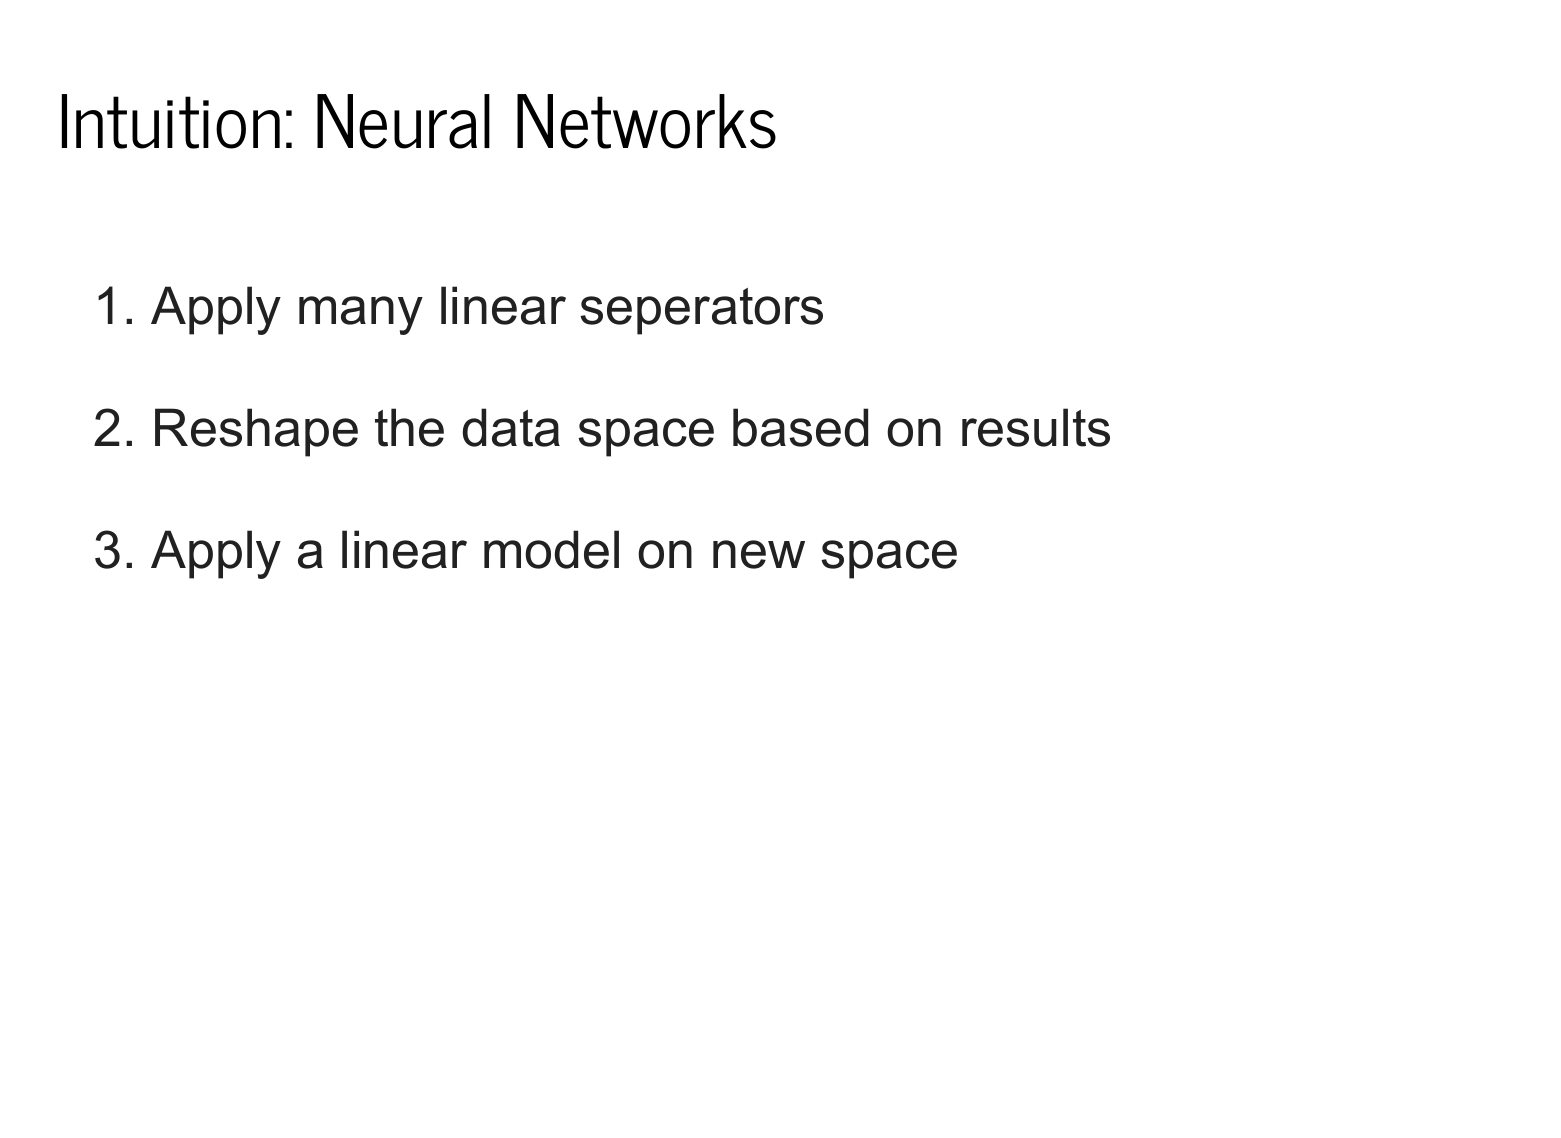 Intuition: Neural Networks
1. Apply many linear seperators
2. Reshape the data space based on results
3. Apply a linear model on new space